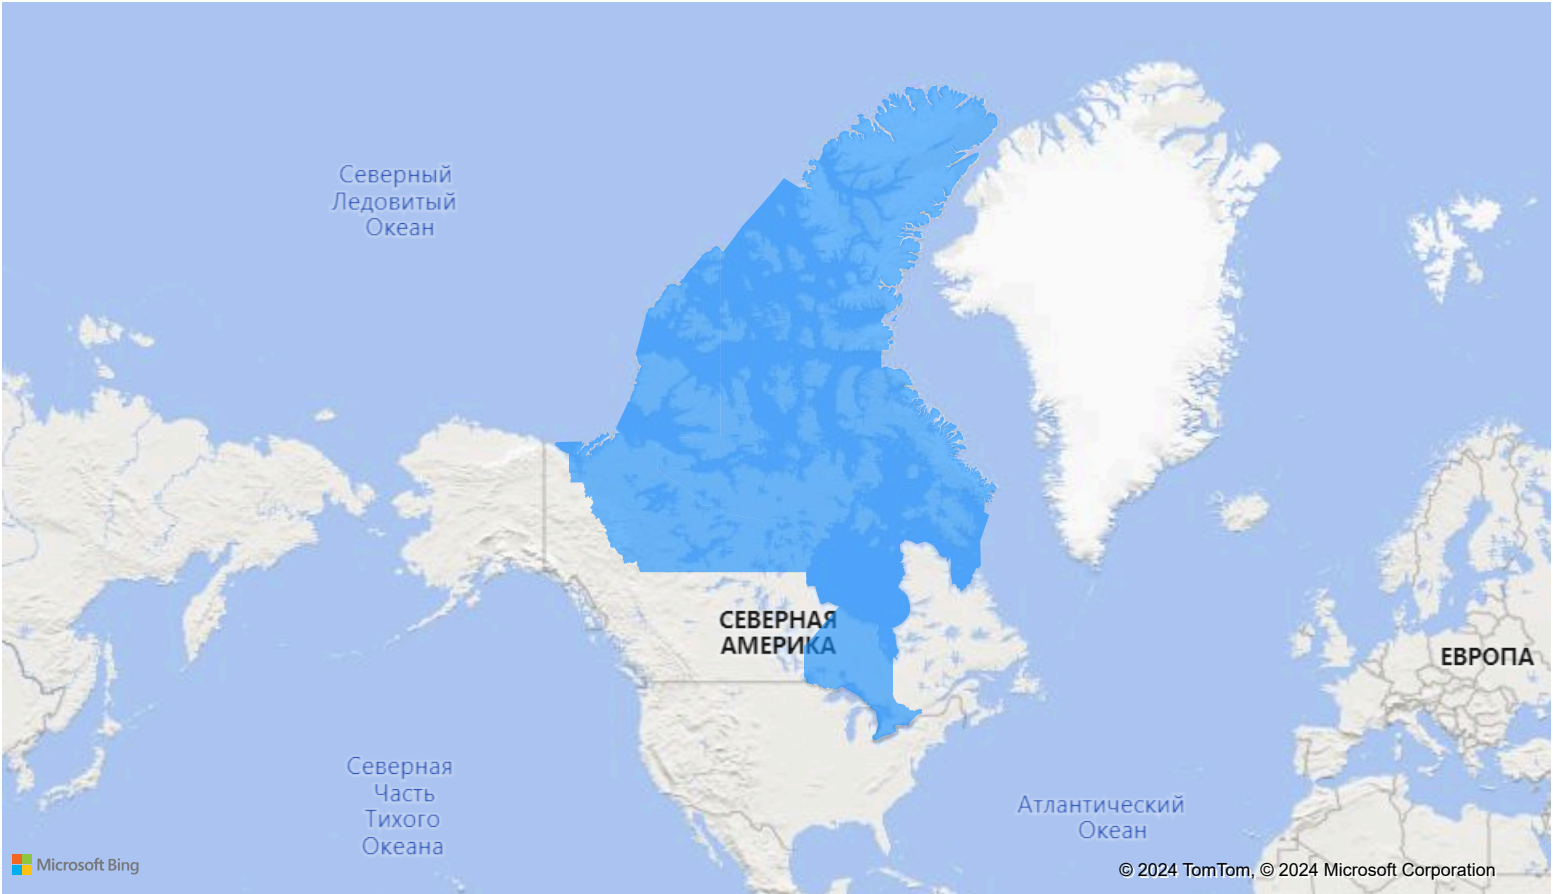 Северный
Ледовитый
Океан
СЕВЕРНАЯ
АМЕРИКА
ЕВРОПА
Северная
Часть
Тихого
Океана
Атлантический
Океан
Microsoft Bing
© 2024 TomTom, © 2024 Microsoft Corporation